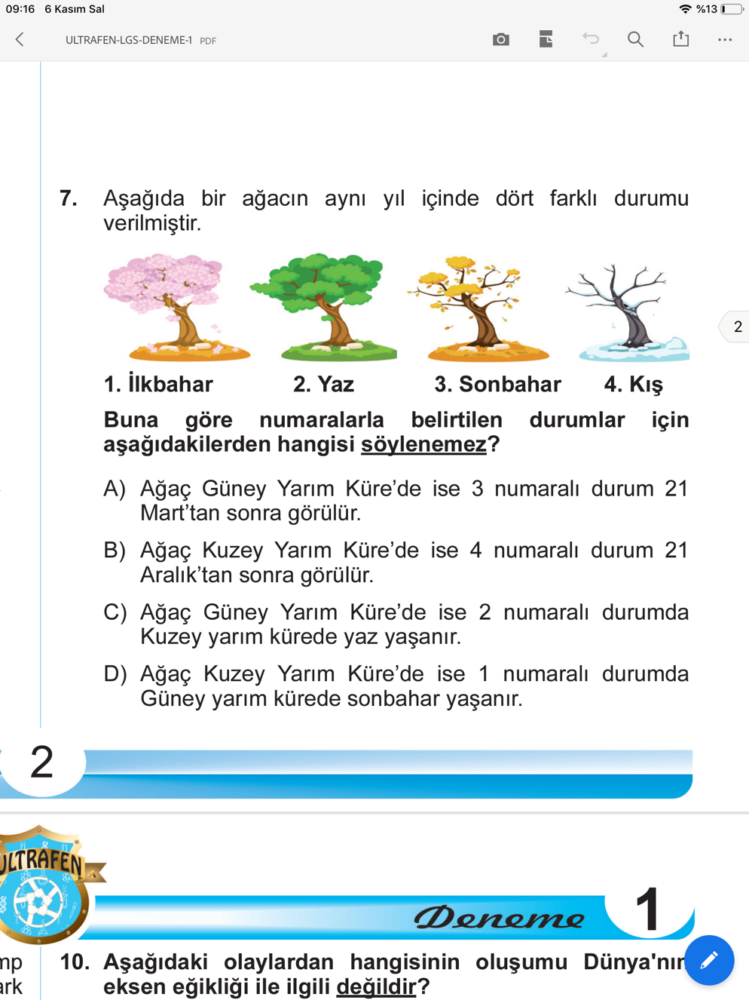 09:16 6 Kasım Sal
%13
ULTRAFEN-LGS-DENEME-1 PDF
2
7. Aşağıda bir ağacın aynı yıl içinde dört farklı durumu
verilmiştir.
1. İlkbahar 2. Yaz 3. Sonbahar 4. Kış
Buna göre numaralarla belirtilen durumlar için
aşağıdakilerden hangisi söylenemez?
A) Ağaç Güney Yarım Küre’de ise 3 numaralı durum 21
Mart’tan sonra görülür.
B) Ağaç Kuzey Yarım Küre’de ise 4 numaralı durum 21
Aralık’tan sonra görülür.
C) Ağaç Güney Yarım Küre’de ise 2 numaralı durumda
Kuzey yarım kürede yaz yaşanır.
D) Ağaç Kuzey Yarım Küre’de ise 1 numaralı durumda
Güney yarım kürede sonbahar yaşanır.
2
ULTRAFEN
Deneme 1
mp
ark
10. Aşağıdaki olaylardan hangisinin oluşumu Dünya'nın
eksen eğikliği ile ilgili değildir?